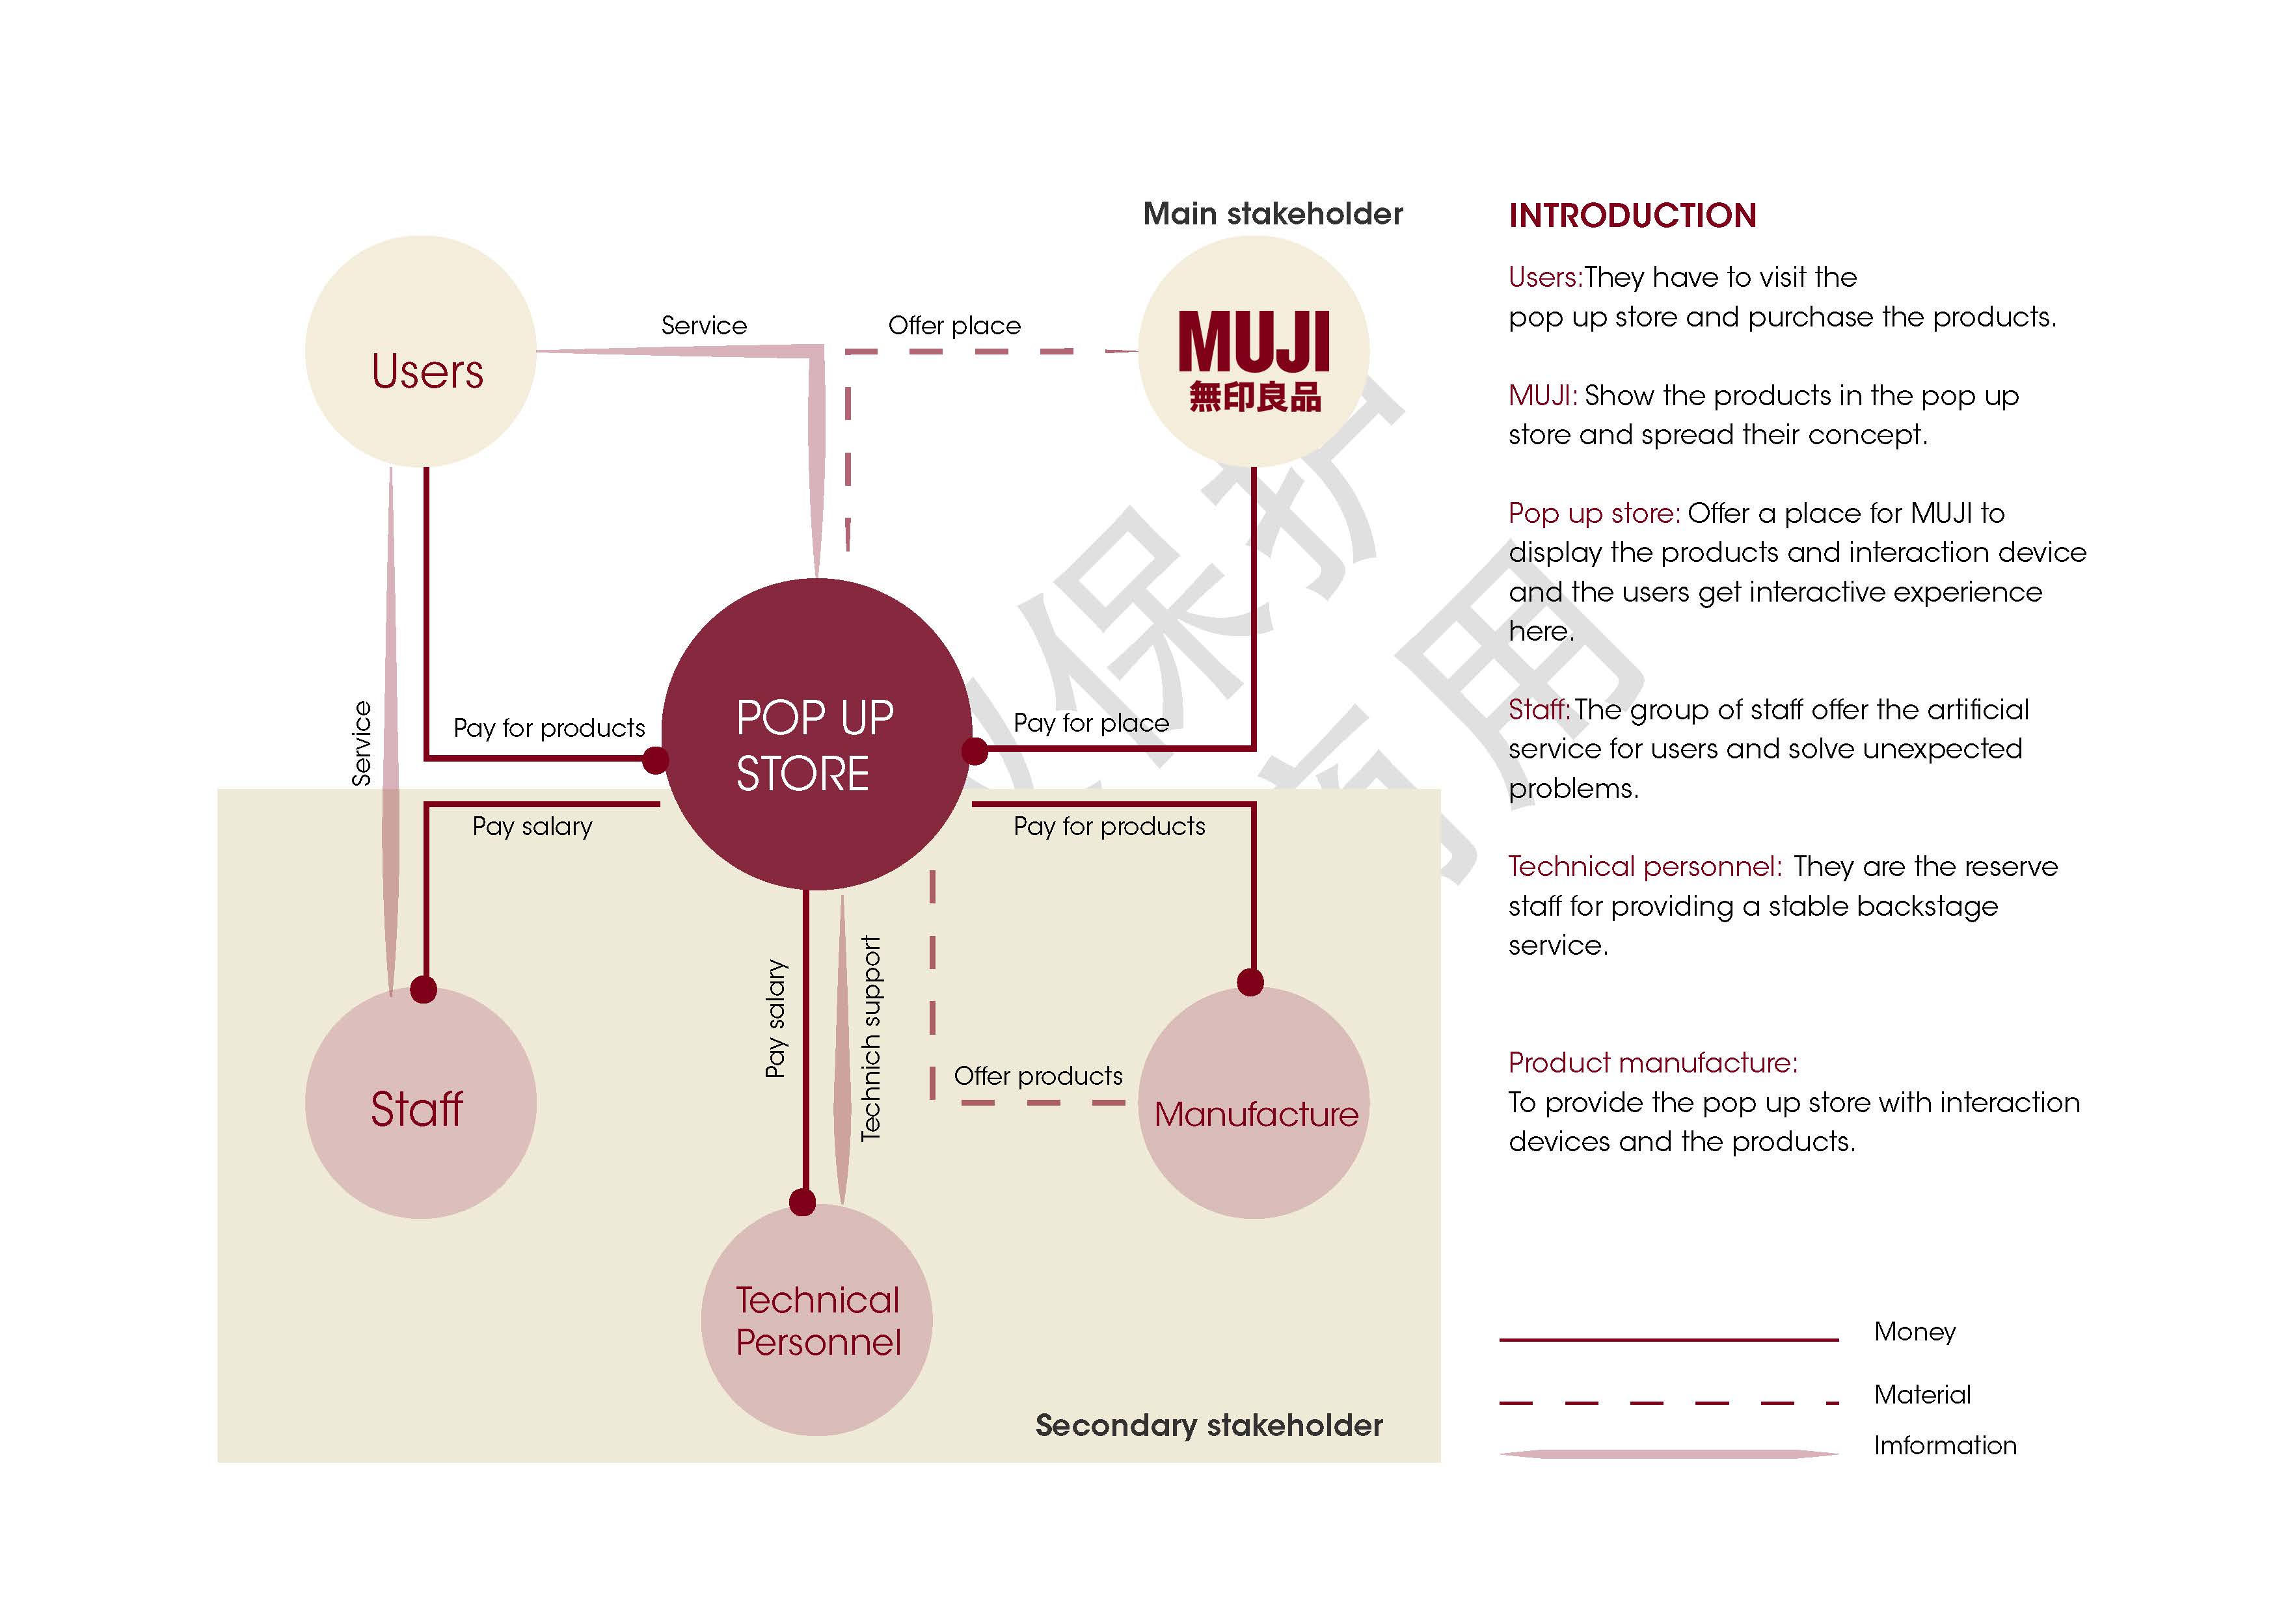 Main stakeholder
Users
Service
Offer place
MUJI
無印良品
Service
Pay for products
POP UP
STORE
Pay for place
Pay salary
Pay for products
Pay salary
Technich support
Offer products
Staff
Manufacture
Technical
Personnel
Secondary stakeholder
INTRODUCTION
Users:They have to visit the
pop up store and purchase the products.
MUJI: Show the products in the pop up
store and spread their concept.
Pop up store: Offer a place for MUJI to
display the products and interaction device
and the users get interactive experience
here.
Staff:The group of staff offer the artificial
service for users and solve unexpected
problems.
Technical personnel: They are the reserve
staff for providing a stable backstage
service.
Product manufacture:
To provide the pop up store with interaction
devices and the products.
Money
Material
Imformation
保护
用